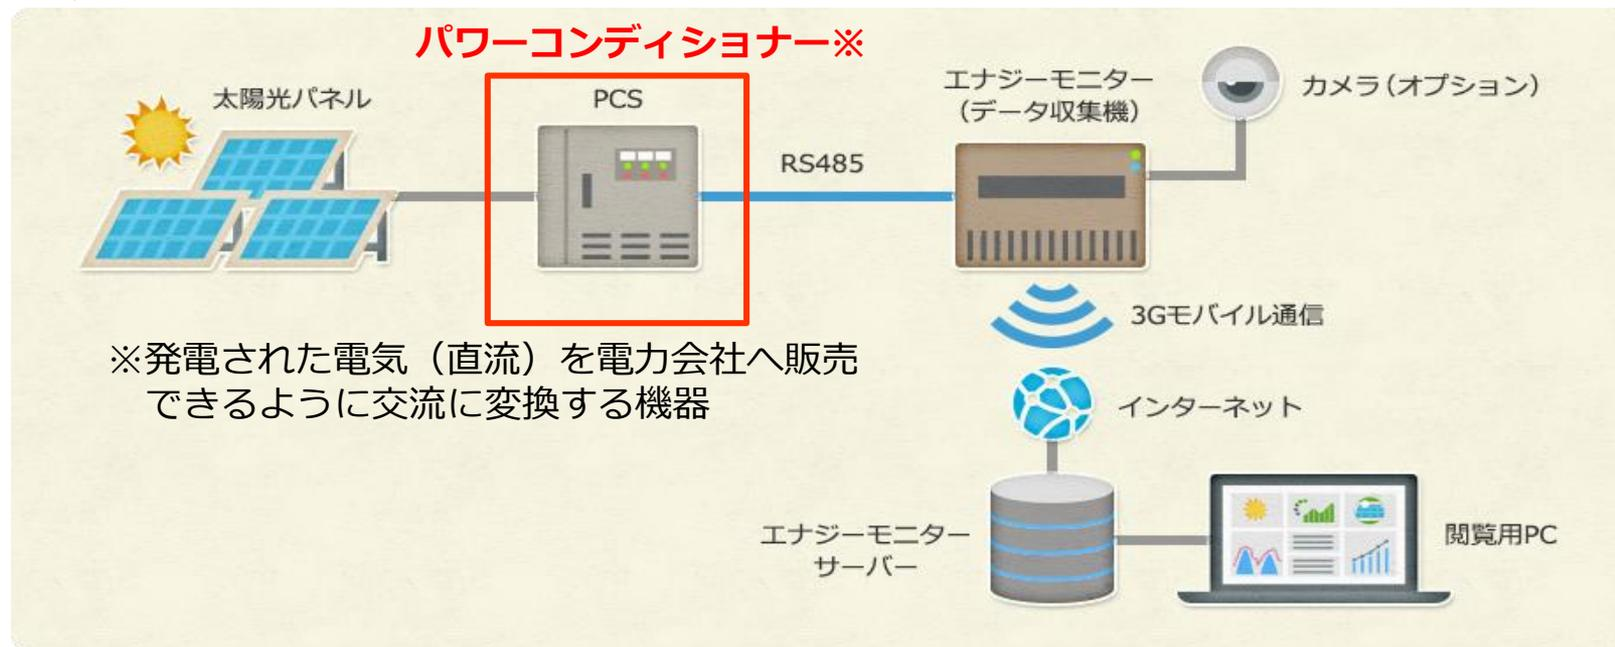 パワーコンディショナー※
太陽光パネル
PCS
RS485
エナジーモニター
（データ収集機）
カメラ（オプション）
3Gモバイル通信
※発電された電気（直流）を電力会社へ販売
できるように交流に変換する機器
インターネット
エナジーモニター
サーバー
閲覧用PC